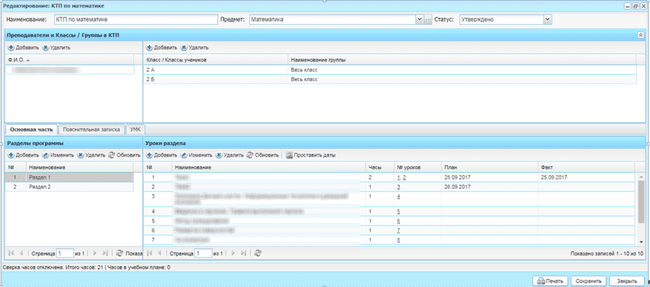 Редактирование: КТП по математике
Наименование: КТП по математике Предмет: Математика Статус: Утверждено
Преподаватели и Классы / Группы в КТП
Добавить Удалить Добавить Удалить
Ф.И.О. Класс / Классы учеников Наименование группы
2 А Весь класс
2 Б Весь класс
Основная часть Пояснительная записка УМК
Разделы программы Уроки раздела
Добавить Изменить Удалить Обновить Добавить Изменить Удалить Обновить Проставить даты
№ Наименование № Наименование Часы № уроков План Факт
1 Раздел 1 1 2 1, 2 25.09.2017 25.09.2017
2 Раздел 2 2 1 3 26.09.2017
3 1 4
4 1 5
5 1 6
6 1 7
7 1 8
Страница 1 из 1 Показа Страница 1 из 1 Показано записей 1 - 10 из 10
Сверка часов отключена. Итого часов: 21 | Часов в учебном плане: 0
Печать Сохранить Закрыть